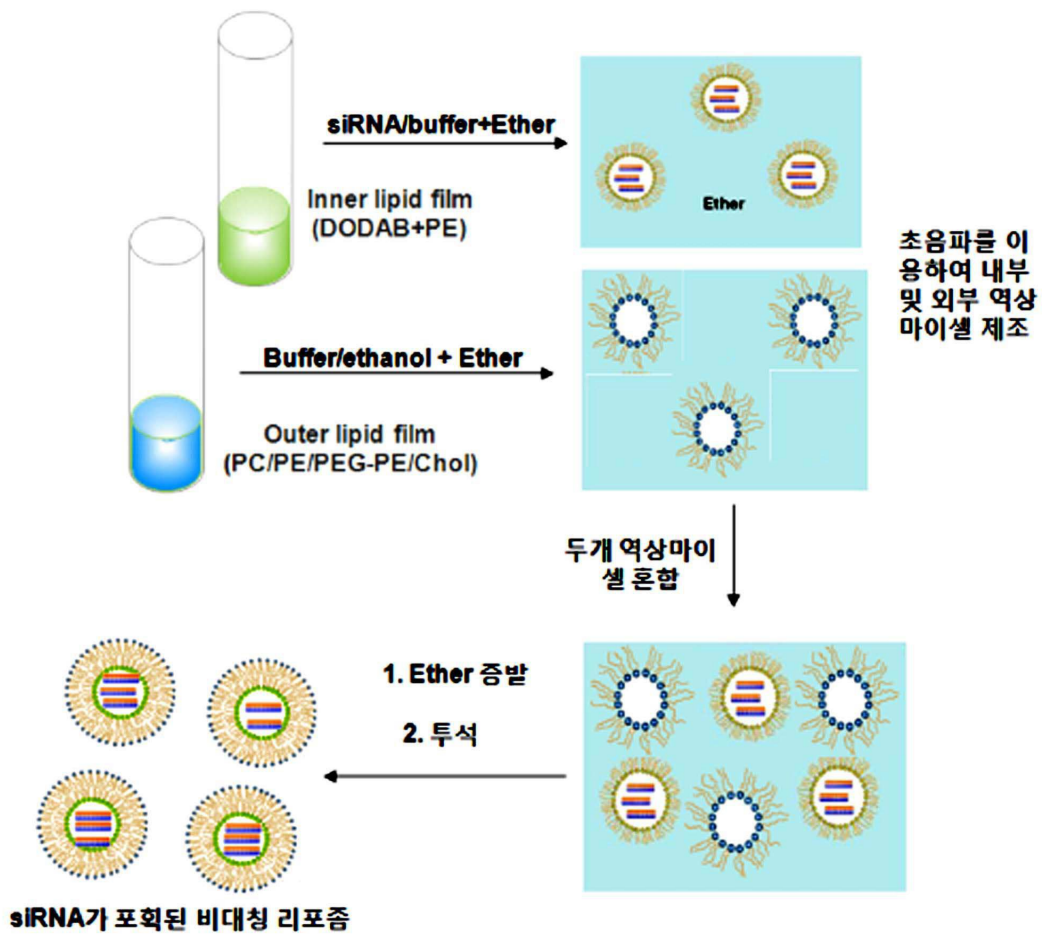 siRNA/buffer+Ether
Inner lipid film
(DODAB+PE)
Ether
초음파를 이
용하여 내부
및 외부 역상
마이셀 제조
Buffer/ethanol + Ether
Outer lipid film
(PC/PE/PEG-PE/Chol)
두개 역상마이
셀 혼합
1. Ether 증발
2. 투석
siRNA가 포획된 비대칭 리포좀